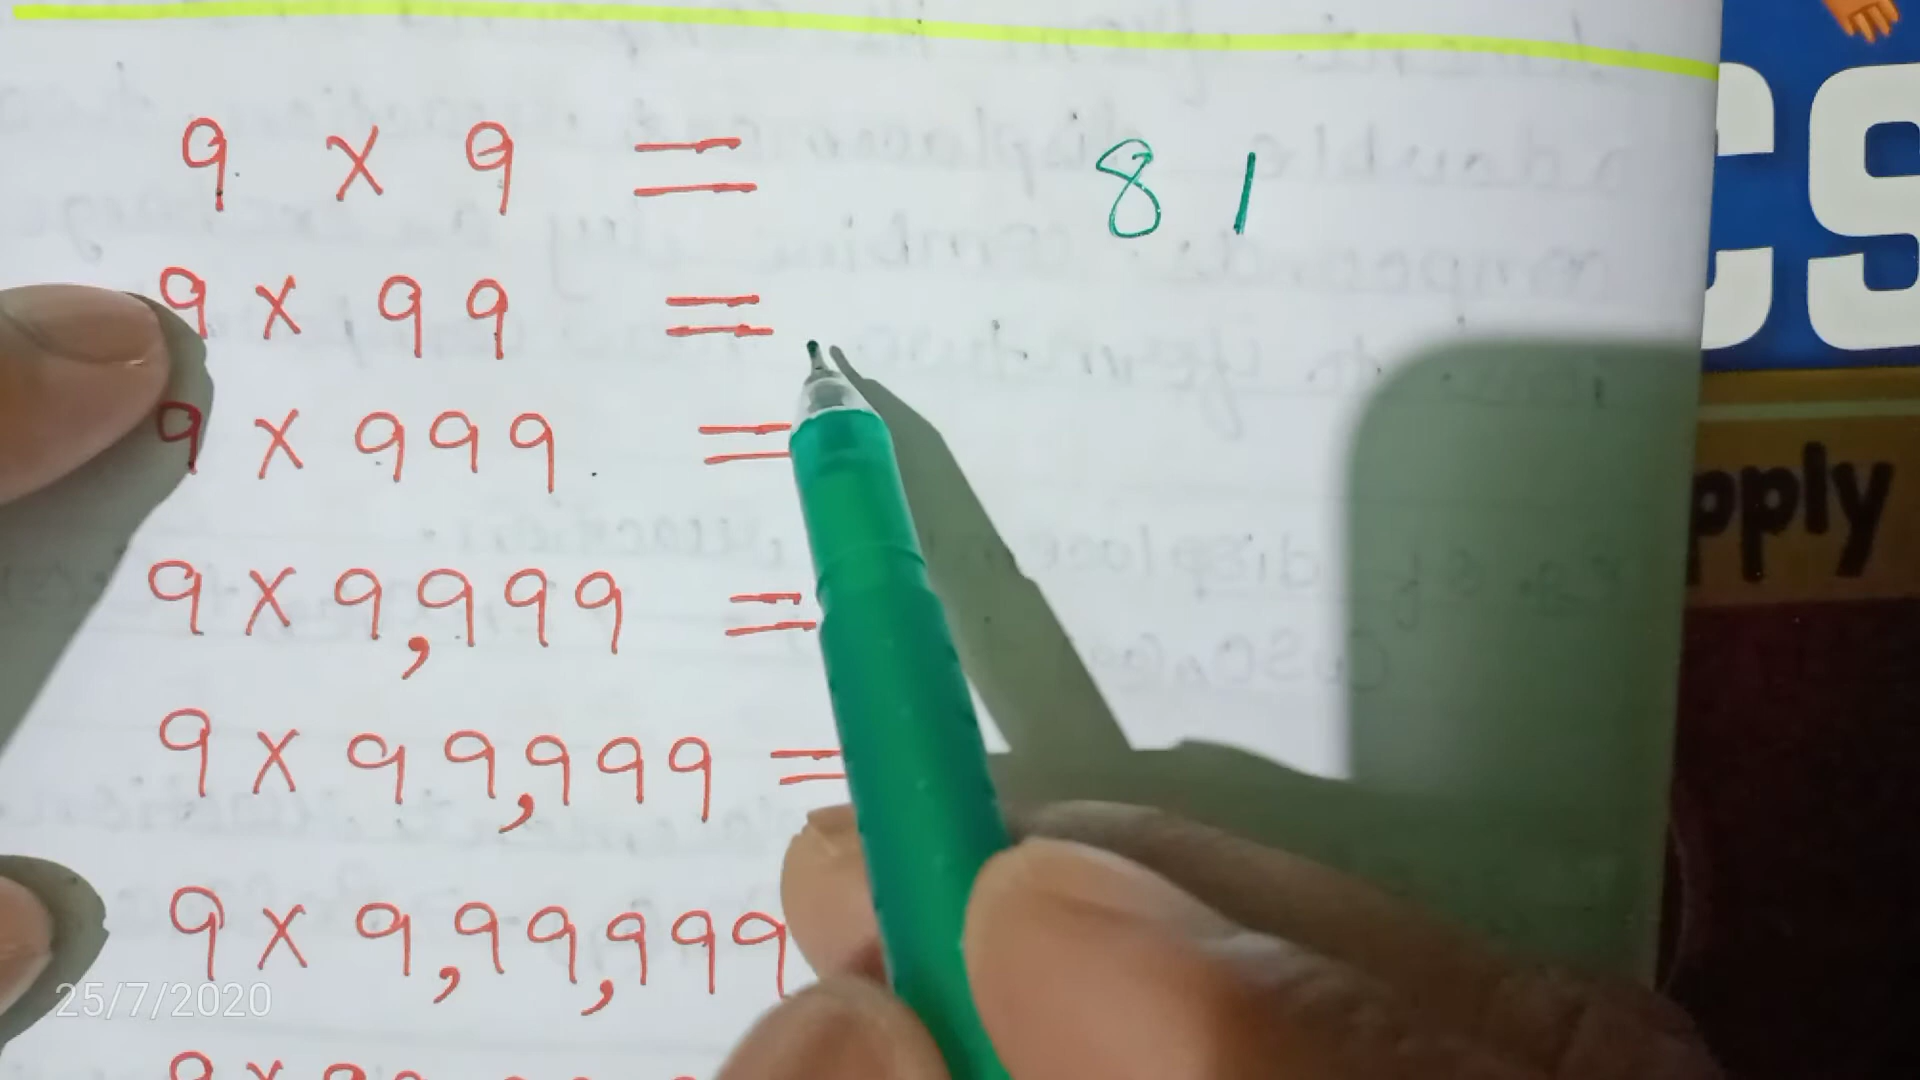 9 x 9 = 81
9 x 99 =
9 x 999 =
9 x 9,999 =
9 x 99,999 =
9 x 9,99,999
CS
pply
25/7/2020